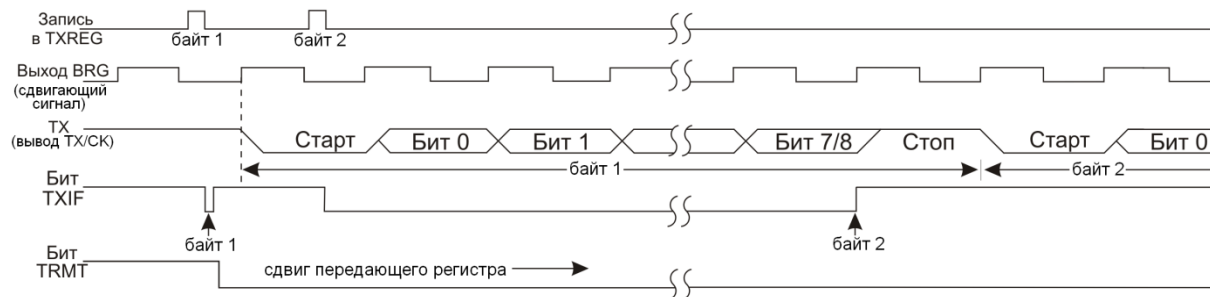 Запись
в TXREG
байт 1
байт 2
Выход BRG
(сдвигающий
сигнал)
TX
(вывод TX/CK)
Старт
Бит 0
Бит 1
Бит 7/8
Стоп
Старт
Бит 0
байт 1
байт 2
Бит
TXIF
байт 1
байт 2
Бит
TRMT
сдвиг передающего регистра